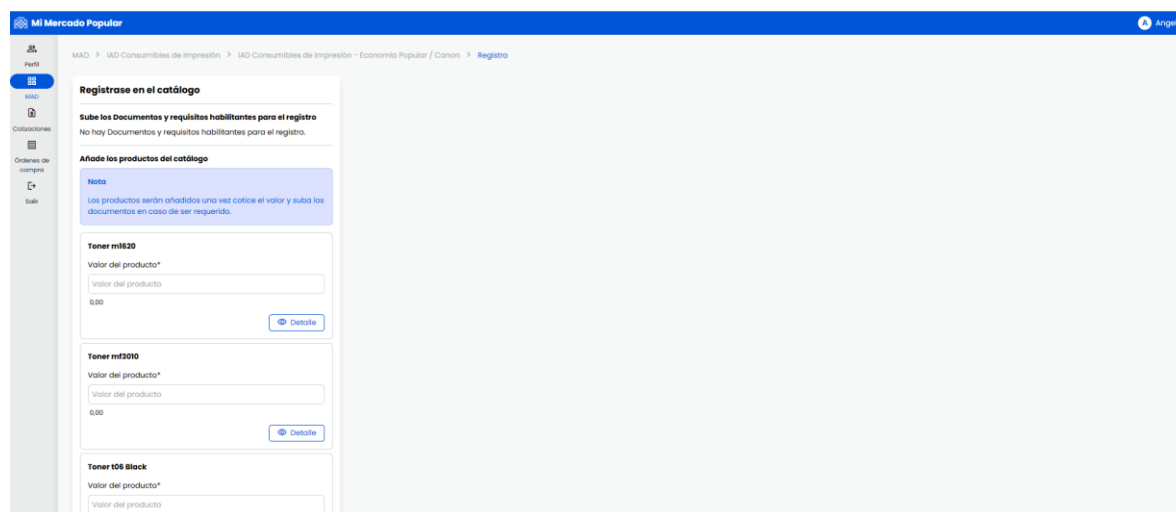 Mi Mercado Popular
A Angel
Perfil
MAD
Cotizaciones
Órdenes de
compra
Salir
MAD > IAD Consumibles de Impresión > IAD Consumibles de Impresión - Economía Popular / Canon > Registro
Registrase en el catálogo
Sube los Documentos y requisitos habilitantes para el registro
No hay Documentos y requisitos habilitantes para el registro.
Añade los productos del catálogo
Nota
Los productos serán añadidos una vez cotice el valor y suba los
documentos en caso de ser requerido.
Toner m1620
Valor del producto*
Valor del producto
0,00
Detalle
Toner mf3010
Valor del producto*
Valor del producto
0,00
Detalle
Toner t06 Black
Valor del producto*
Valor del producto